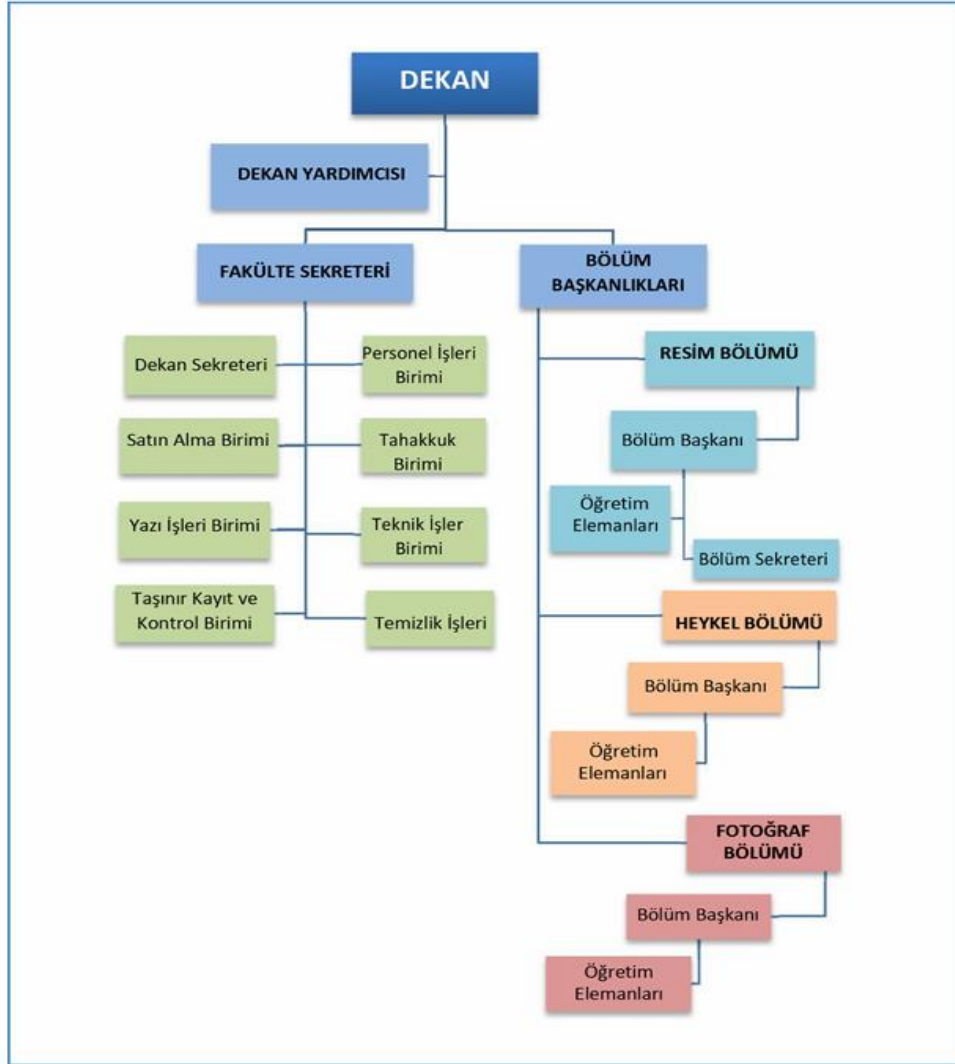 DEKAN
DEKAN YARDIMCISI
FAKÜLTE SEKRETERİ
BÖLÜM
BAŞKANLIKLARI
Dekan Sekreteri
Personel İşleri
Birimi
Satın Alma Birimi
Tahakkuk
Birimi
Yazı İşleri Birimi
Teknik İşler
Birimi
Taşınır Kayıt ve
Kontrol Birimi
Temizlik İşleri
RESİM BÖLÜMÜ
Bölüm Başkanı
Öğretim
Elemanları
Bölüm Sekreteri
HEYKEL BÖLÜMÜ
Bölüm Başkanı
Öğretim
Elemanları
FOTOĞRAF
BÖLÜMÜ
Bölüm Başkanı
Öğretim
Elemanları